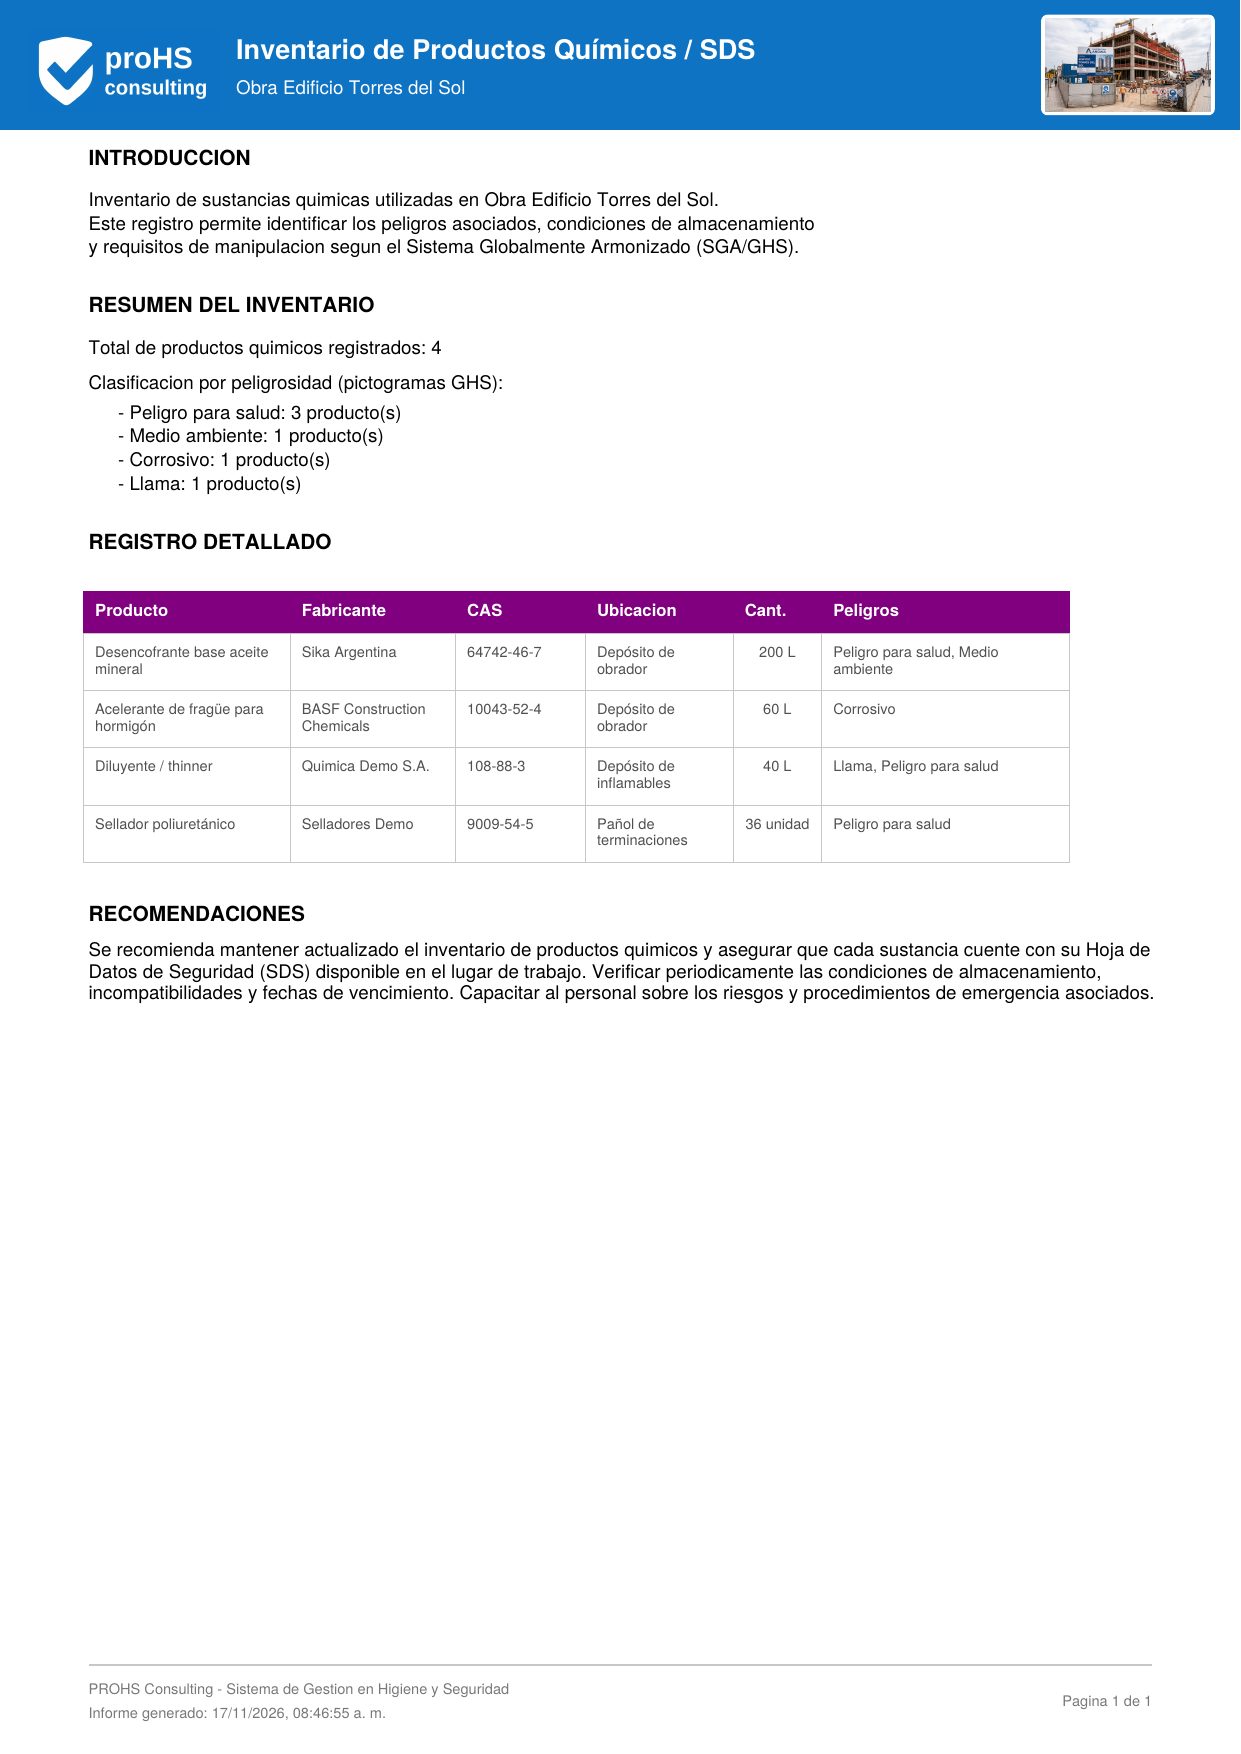 proHS
consulting
Inventario de Productos Químicos / SDS
Obra Edificio Torres del Sol
INTRODUCCION
Inventario de sustancias quimicas utilizadas en Obra Edificio Torres del Sol.
Este registro permite identificar los peligros asociados, condiciones de almacenamiento
y requisitos de manipulacion segun el Sistema Globalmente Armonizado (SGA/GHS).
RESUMEN DEL INVENTARIO
Total de productos quimicos registrados: 4
Clasificacion por peligrosidad (pictogramas GHS):
- Peligro para salud: 3 producto(s)
- Medio ambiente: 1 producto(s)
- Corrosivo: 1 producto(s)
- Llama: 1 producto(s)
REGISTRO DETALLADO
Producto Fabricante CAS Ubicacion Cant. Peligros
Desencofrante base aceite Sika Argentina 64742-46-7 Depósito de 200 L Peligro para salud, Medio
mineral obrador ambiente
Acelerante de fragüe para BASF Construction 10043-52-4 Depósito de 60 L Corrosivo
hormigón Chemicals obrador
Diluyente / thinner Quimica Demo S.A. 108-88-3 Depósito de 40 L Llama, Peligro para salud
inflamables
Sellador poliuretánico Selladores Demo 9009-54-5 Pañol de 36 unidad Peligro para salud
terminaciones
RECOMENDACIONES
Se recomienda mantener actualizado el inventario de productos quimicos y asegurar que cada sustancia cuente con su Hoja de
Datos de Seguridad (SDS) disponible en el lugar de trabajo. Verificar periodicamente las condiciones de almacenamiento,
incompatibilidades y fechas de vencimiento. Capacitar al personal sobre los riesgos y procedimientos de emergencia asociados.
PROHS Consulting - Sistema de Gestion en Higiene y Seguridad
Informe generado: 17/11/2026, 08:46:55 a. m.
Pagina 1 de 1